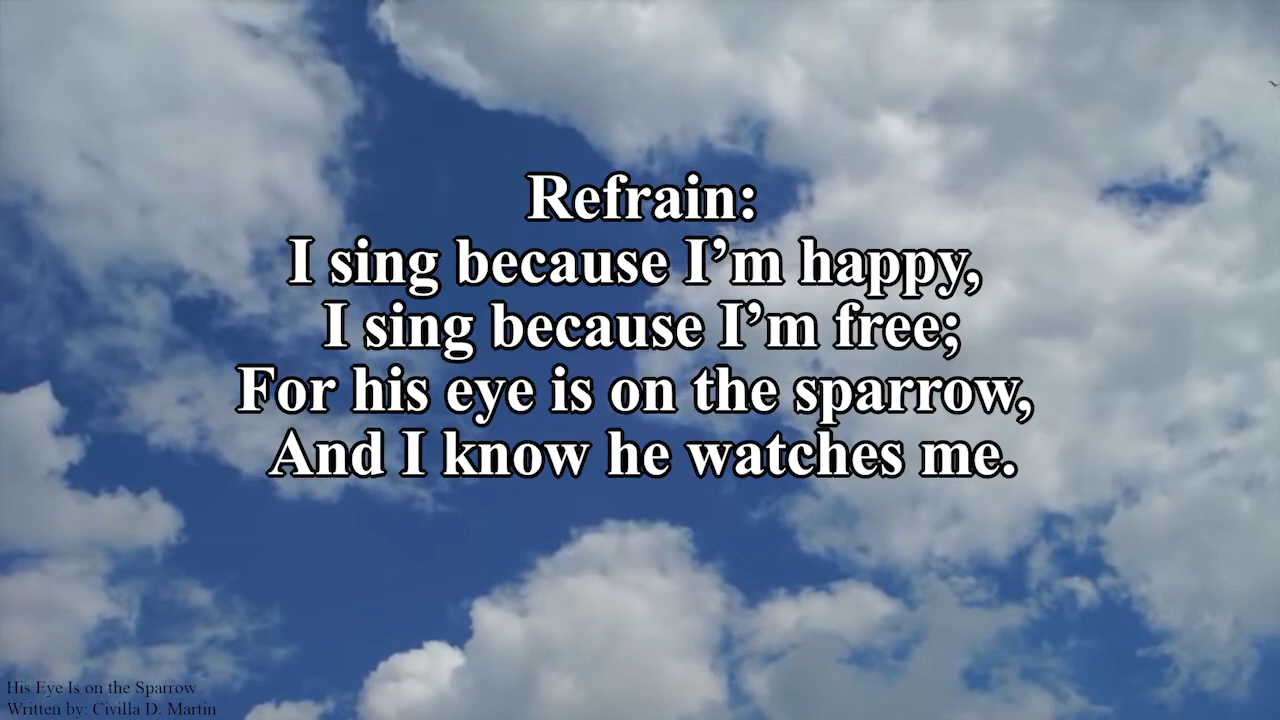 Refrain:
I sing because I’m happy,
I sing because I’m free;
For his eye is on the sparrow,
And I know he watches me.
His Eye Is on the Sparrow
Written by: Civilla D. Martin